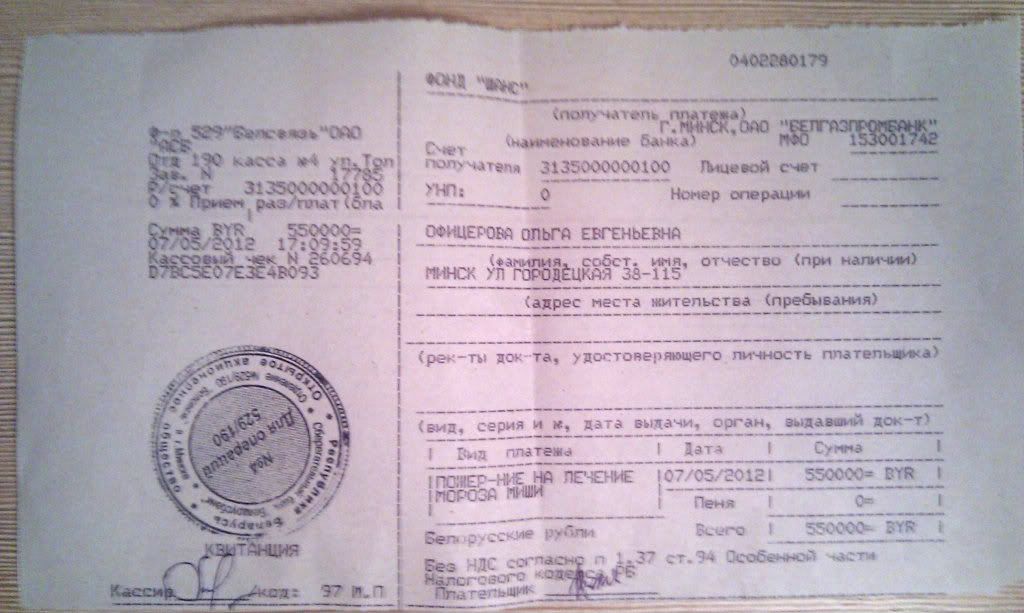 0402280179
ФОНД "ШАНС"
(получатель платежа)
Г.МИНСК,ОАО "БЕЛГАЗПРОМБАНК"
(наименование банка) МФО 153001742
Счет получателя 3135000000100 Лицевой счет
УНП: 0 Номер операции
ОФИЦЕРОВА ОЛЬГА ЕВГЕНЬЕВНА
(фамилия, собст. имя, отчество (при наличии)
МИНСК УЛ ГОРОДЕЦКАЯ 38-115
(адрес места жительства (пребывания)
(рек-ты док-та, удостоверяющего личность плательщика)
(вид, серия и №, дата выдачи, орган, выдавший док-т)
| Вид платежа | Дата | Сумма
|ПОЖЕР-НИЕ НА ЛЕЧЕНИЕ |07/05/2012| 550000= BYR
|МОРОЗА МИШИ
Пеня | 0=
Белорусские рубли Всего | 550000= BYR
Без НДС согласно п 1.37 ст.94 Особенной части
Налогового кодекса РБ
Плательщик
Ф-л 529"Белсвязь"ОАО
"АСБ
Отд 190 касса №4 ул.Тол
Зав. N 17785
Р/счет 3135000000100
0 % Прием раз/плат(бла
Сумма BYR 550000=
07/05/2012 17:09:59
Кассовый чек N 260694
D7BC5E07E3E4B093
Республика Беларусь
Открытое акционерное общество
Для операций
№4
529/190
КВИТАНЦИЯ
Кассир код: 97 М.П